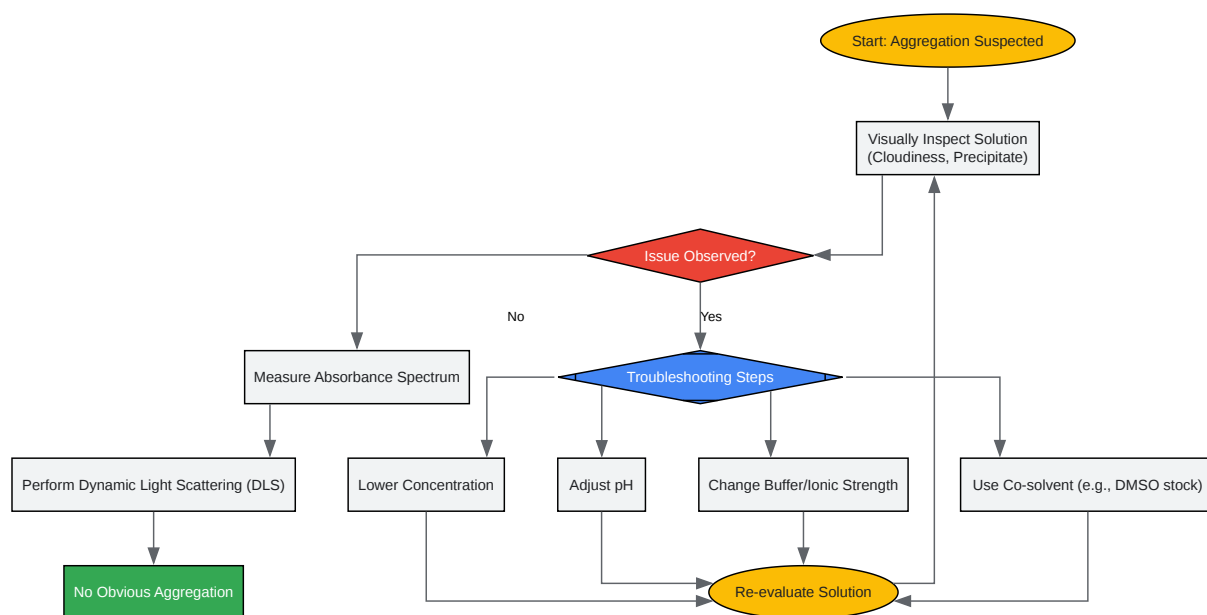 Start: Aggregation Suspected
Visually Inspect Solution
(Cloudiness, Precipitate)
Issue Observed?
No
Yes
Measure Absorbance Spectrum
Troubleshooting Steps
Perform Dynamic Light Scattering (DLS)
Lower Concentration
Adjust pH
Change Buffer/Ionic Strength
Use Co-solvent (e.g., DMSO stock)
No Obvious Aggregation
Re-evaluate Solution